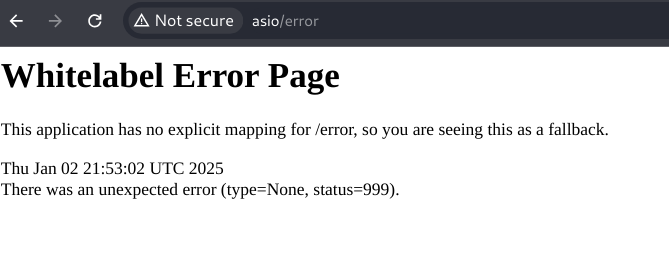 Not secure asio/error
Whitelabel Error Page
This application has no explicit mapping for /error, so you are seeing this as a fallback.
Thu Jan 02 21:53:02 UTC 2025
There was an unexpected error (type=None, status=999).